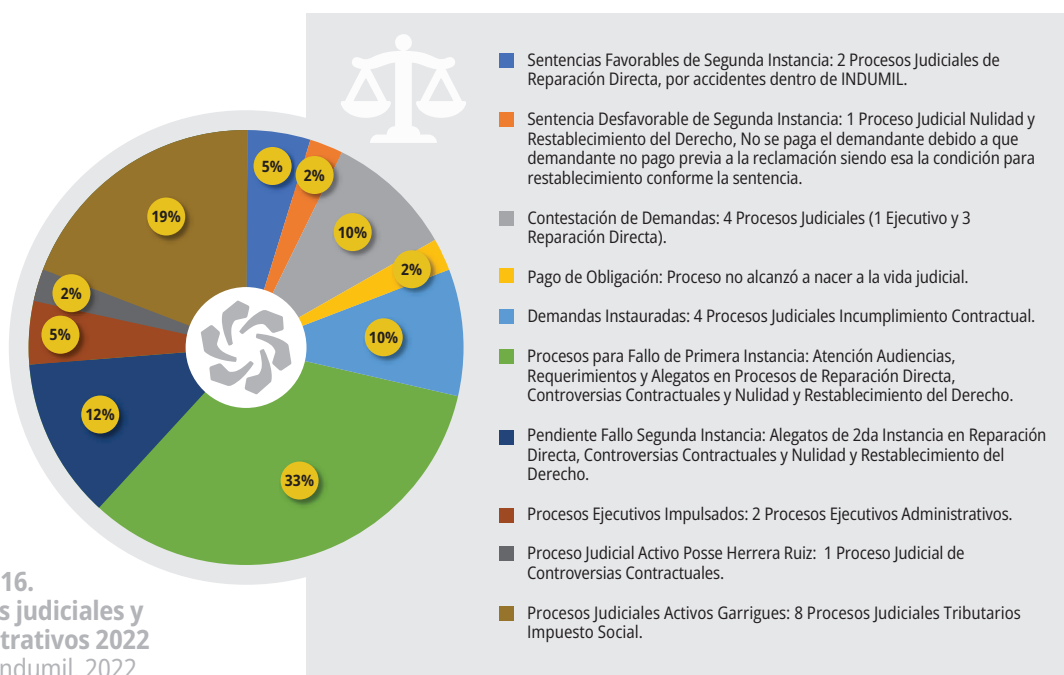 5%
2%
10%
2%
10%
33%
12%
5%
2%
19%
Sentencias Favorables de Segunda Instancia: 2 Procesos Judiciales de
Reparación Directa, por accidentes dentro de INDUMIL.
Sentencia Desfavorable de Segunda Instancia: 1 Proceso Judicial Nulidad y
Restablecimiento del Derecho, No se paga el demandante debido a que
demandante no pago previa a la reclamación siendo esa la condición para
restablecimiento conforme la sentencia.
Contestación de Demandas: 4 Procesos Judiciales (1 Ejecutivo y 3
Reparación Directa).
Pago de Obligación: Proceso no alcanzó a nacer a la vida judicial.
Demandas Instauradas: 4 Procesos Judiciales Incumplimiento Contractual.
Procesos para Fallo de Primera Instancia: Atención Audiencias,
Requerimientos y Alegatos en Procesos de Reparación Directa,
Controversias Contractuales y Nulidad y Restablecimiento del Derecho.
Pendiente Fallo Segunda Instancia: Alegatos de 2da Instancia en Reparación
Directa, Controversias Contractuales y Nulidad y Restablecimiento del
Derecho.
Procesos Ejecutivos Impulsados: 2 Procesos Ejecutivos Administrativos.
Proceso Judicial Activo Posse Herrera Ruiz: 1 Proceso Judicial de
Controversias Contractuales.
Procesos Judiciales Activos Garrigues: 8 Procesos Judiciales Tributarios
Impuesto Social.
16.
s judiciales y
trativos 2022
ndumil, 2022